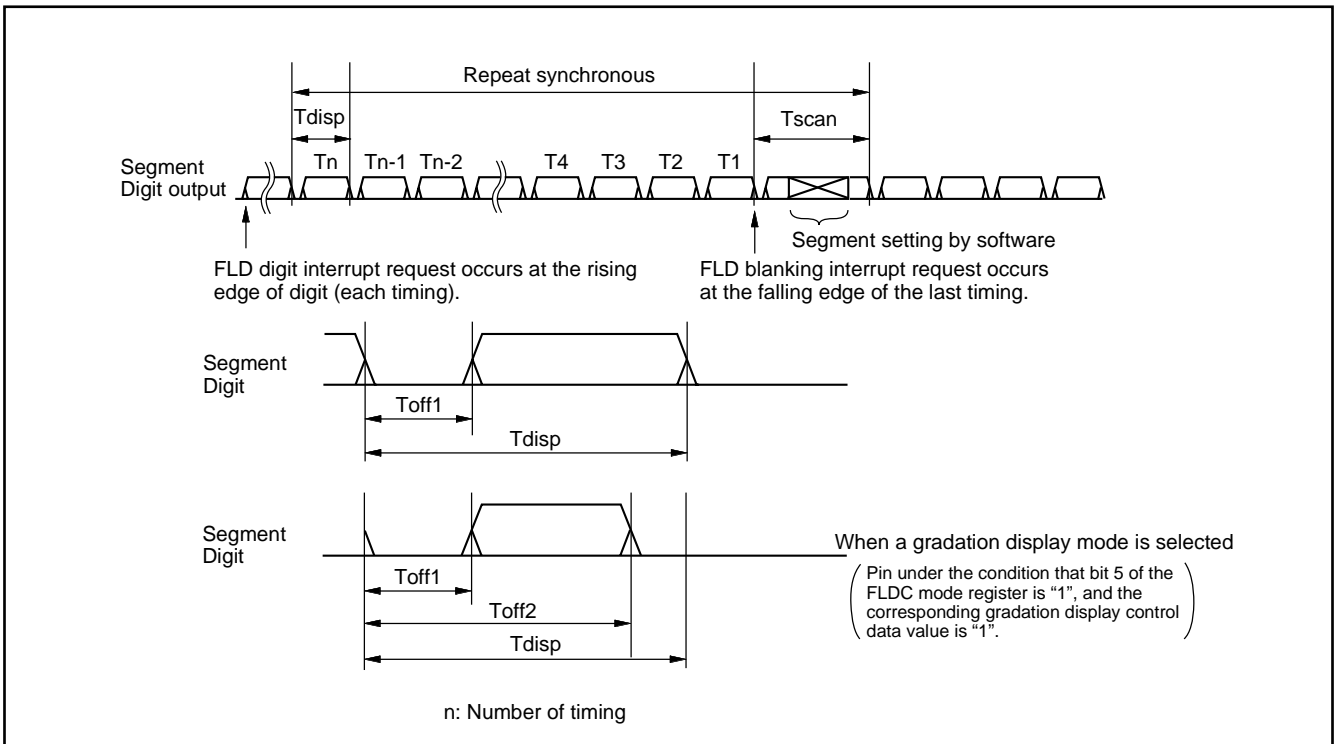 Repeat synchronous
Tdisp
Tscan
Tn Tn-1 Tn-2 T4 T3 T2 T1
Segment
Digit output
Segment setting by software
FLD digit interrupt request occurs at the rising
edge of digit (each timing).
FLD blanking interrupt request occurs
at the falling edge of the last timing.
Segment
Digit
Toff1
Tdisp
Segment
Digit
Toff1
Toff2
Tdisp
When a gradation display mode is selected
Pin under the condition that bit 5 of the
FLDC mode register is “1”, and the
corresponding gradation display control
data value is “1”.
n: Number of timing